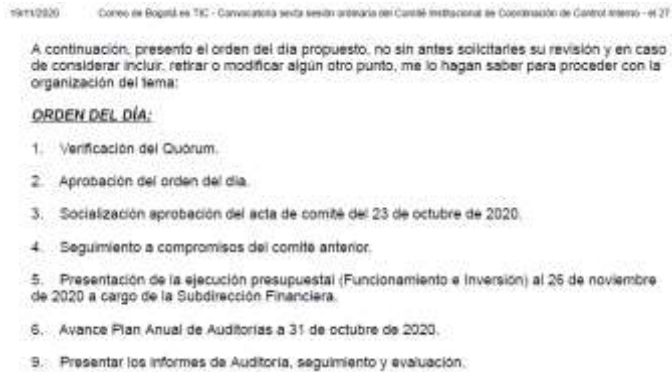 19/11/2020 Correo de Bogotá es TIC - Convocatoria sexta sesión ordinaria del Comité Institucional de Coordinación de Control Interno - el 27
A continuación, presento el orden del día propuesto, no sin antes solicitarles su revisión y en caso
de considerar incluir, retirar o modificar algún otro punto, me lo hagan saber para proceder con la
organización del tema:
ORDEN DEL DÍA:
1. Verificación del Quórum.
2. Aprobación del orden del día.
3. Socialización aprobación del acta de comité del 23 de octubre de 2020.
4. Seguimiento a compromisos del comité anterior.
5. Presentación de la ejecución presupuestal (Funcionamiento e Inversión) al 26 de noviembre
de 2020 a cargo de la Subdirección Financiera.
6. Avance Plan Anual de Auditorías a 31 de octubre de 2020.
9. Presentar los informes de Auditoría, seguimiento y evaluación.